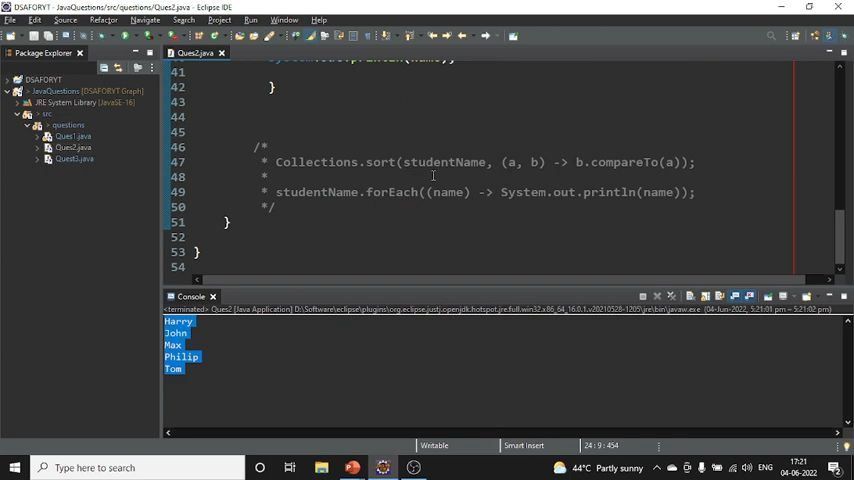 JavaQuestions/src/questions/Ques2.java - Eclipse IDE
File Edit Source Refactor Navigate Search Project Run Window Help
Package Explorer
DSAFORYT
JavaQuestions [DSAFORYT Graph]
JRE System Library [JavaSE-16]
src
questions
Ques1.java
Ques2.java
Quest3.java
Ques2.java
41
42 }
43
44
45
46 /*
47 * Collections.sort(studentName, (a, b) -> b.compareTo(a));
48 *
49 * studentName.forEach((name) -> System.out.println(name));
50 */
51 }
52
53 }
54
Console
<terminated> Ques2 [Java Application] D:\Software\eclipse\plugins\org.eclipse.justj.openjdk.hotspot.jre.full.win32.x86_64_16.0.1.v20210528-1205\jre\bin\javaw.exe (04-Jun-2022, 5:21:01 pm – 5:21:02 pm)
Harry
John
Max
Philip
Tom
Writable Smart Insert 24 : 9 : 454
Type here to search
44°C Partly sunny
ENG
17:21
04-06-2022
2